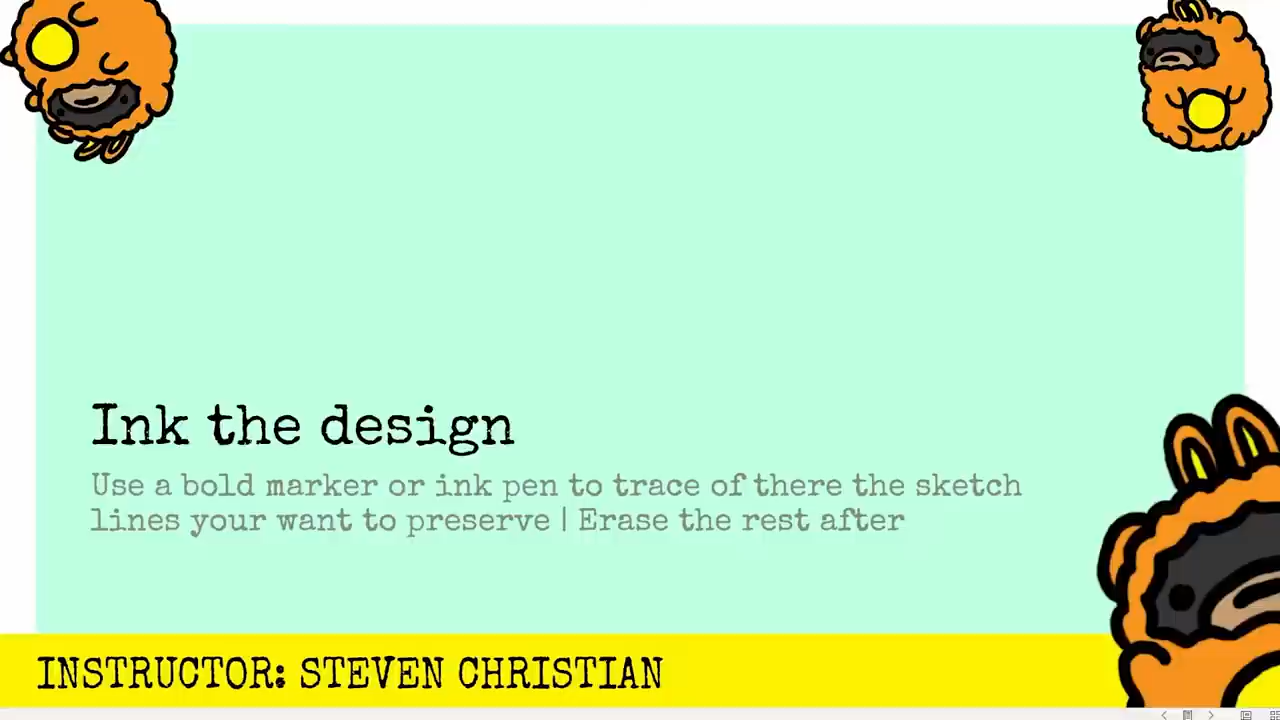 Ink the design
Use a bold marker or ink pen to trace of there the sketch
lines your want to preserve | Erase the rest after
INSTRUCTOR: STEVEN CHRISTIAN